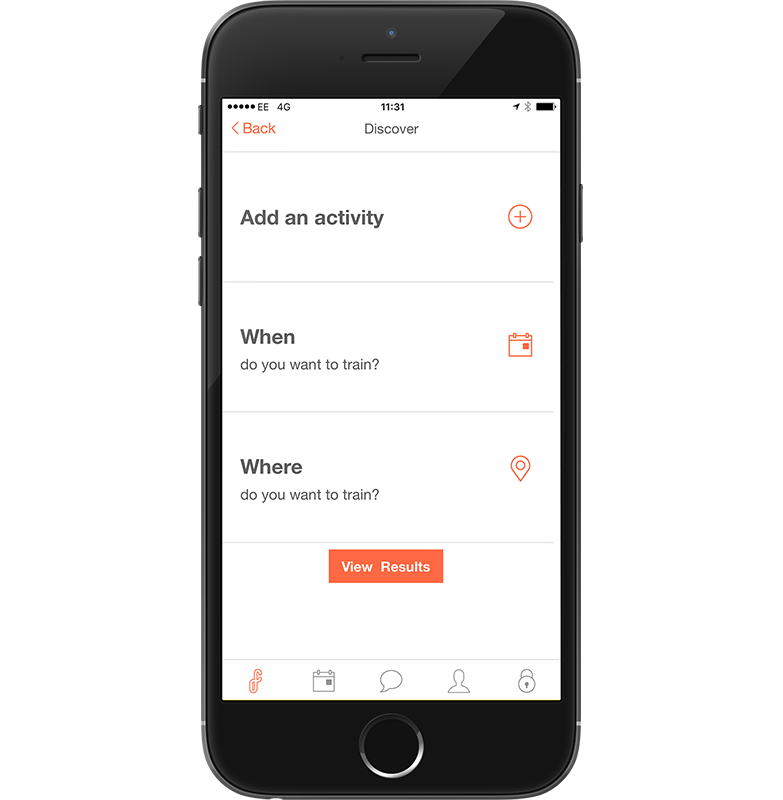 EE 4G 11:31
Back Discover
Add an activity
When
do you want to train?
Where
do you want to train?
View Results